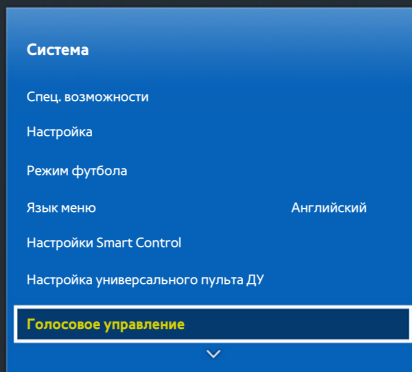 Система
Спец. возможности
Настройка
Режим футбола
Язык меню Английский
Настройки Smart Control
Настройка универсального пульта ДУ
Голосовое управление